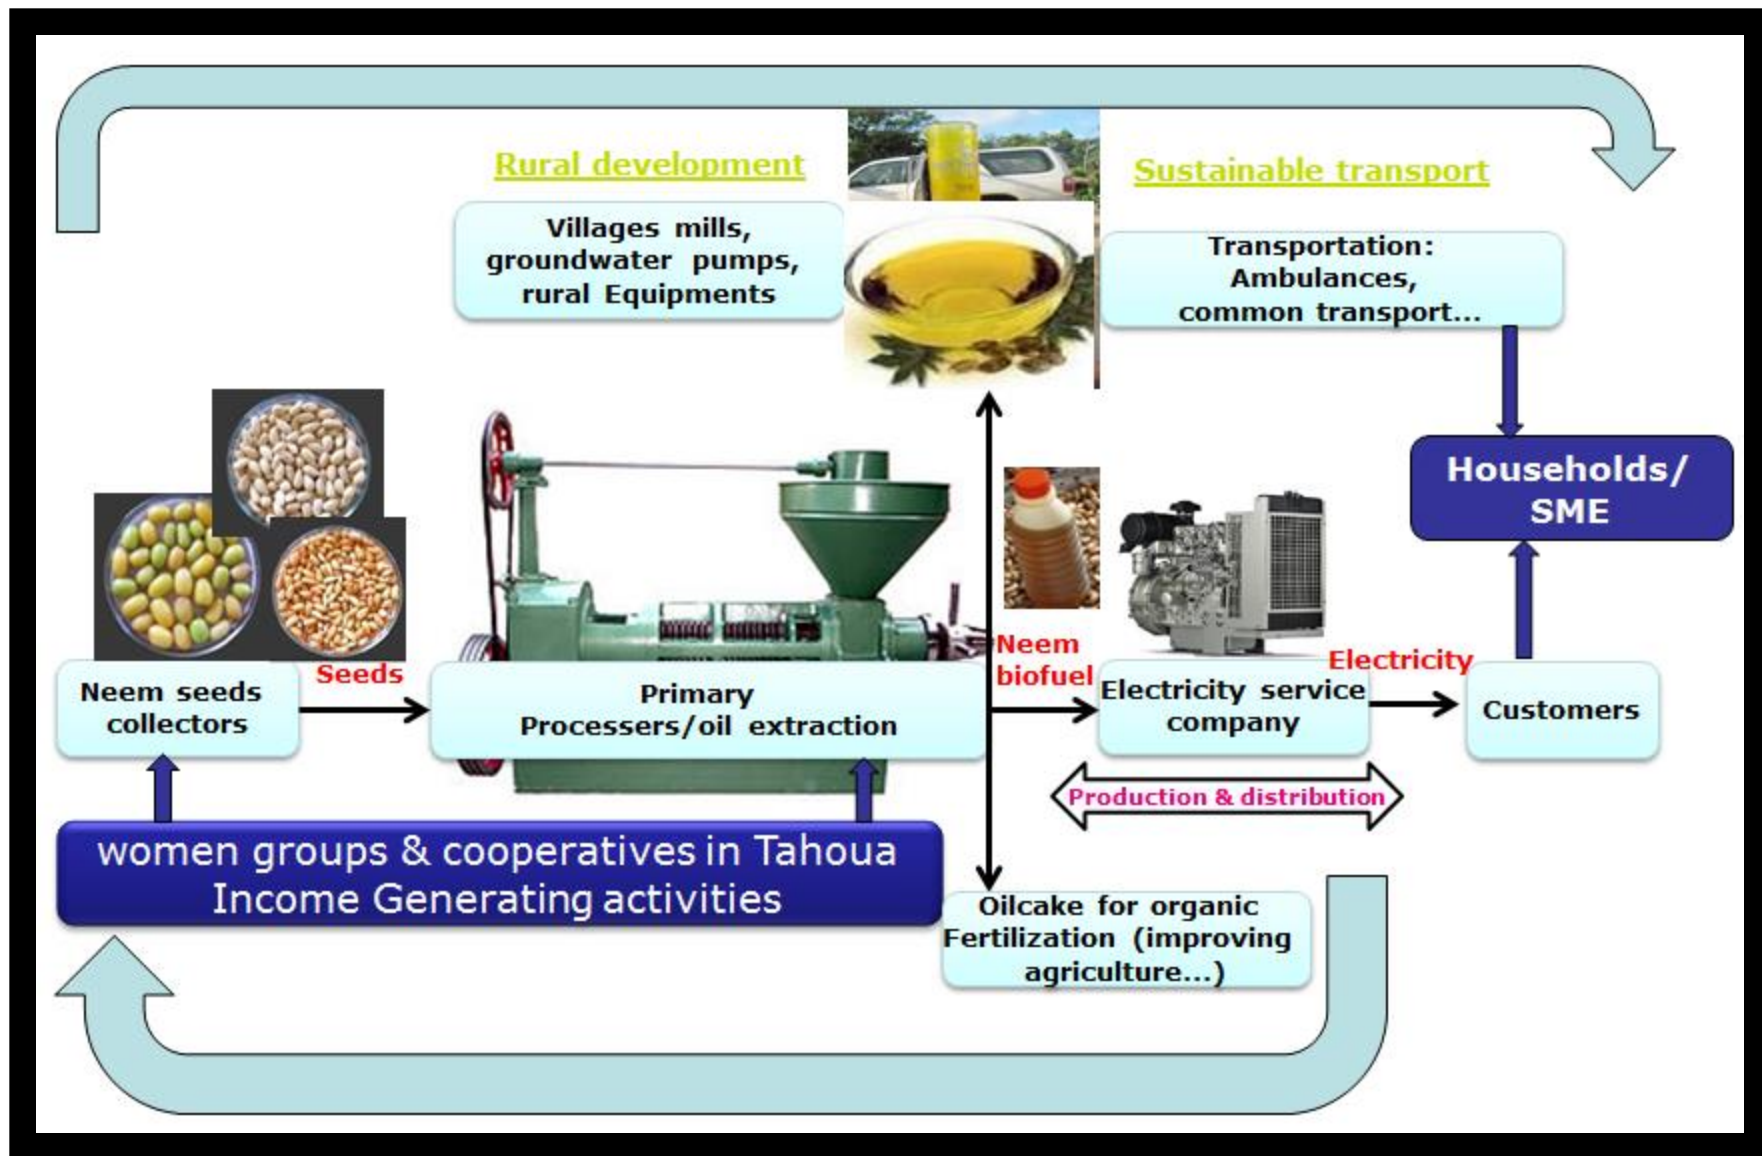 Rural development
Sustainable transport
Villages mills,
groundwater pumps,
rural Equipments
Transportation:
Ambulances,
common transport...
Households/
SME
Seeds
Neem
biofuel
Electricity
Neem seeds
collectors
Primary
Processers/oil extraction
Electricity service
company
Customers
Production & distribution
women groups & cooperatives in Tahoua
Income Generating activities
Oilcake for organic
Fertilization (improving
agriculture...)